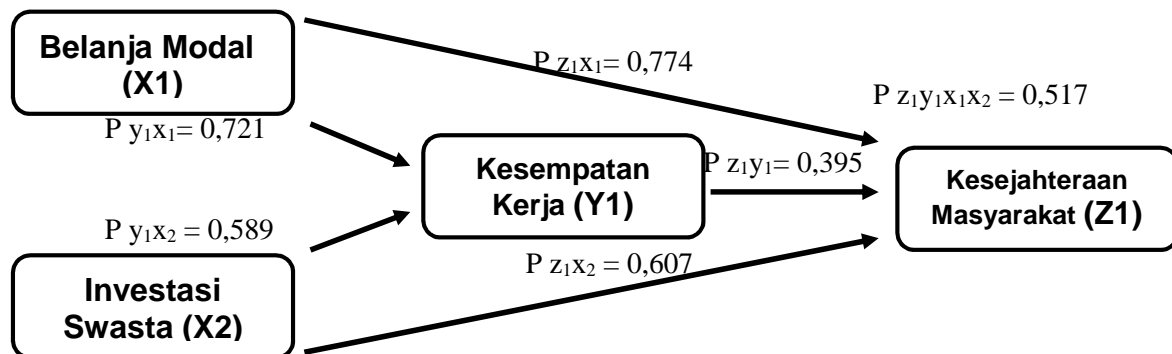 Belanja Modal
(X1)
P z₁x₁= 0,774
P z₁y₁x₁x₂ = 0,517
P y₁x₁= 0,721
Kesempatan
Kerja (Y1)
P z₁y₁= 0,395
Kesejahteraan
Masyarakat (Z1)
P y₁x₂ = 0,589
P z₁x₂ = 0,607
Investasi
Swasta (X2)